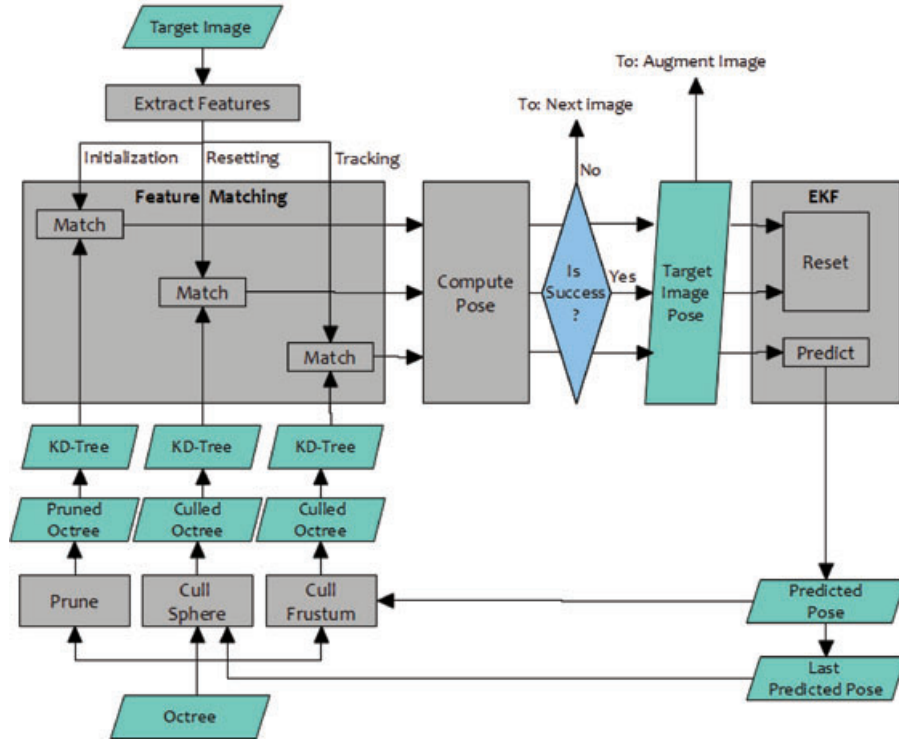 Target Image
To: Augment Image
Extract Features
To: Next image
Initialization
Resetting
Tracking
No
Feature Matching
EKF
Match
Match
Match
Compute
Pose
Is
Success
?
Yes
Target
Image
Pose
Reset
Predict
KD-Tree
KD-Tree
KD-Tree
Pruned
Octree
Culled
Octree
Culled
Octree
Prune
Cull
Sphere
Cull
Frustum
Predicted
Pose
Last
Predicted Pose
Octree